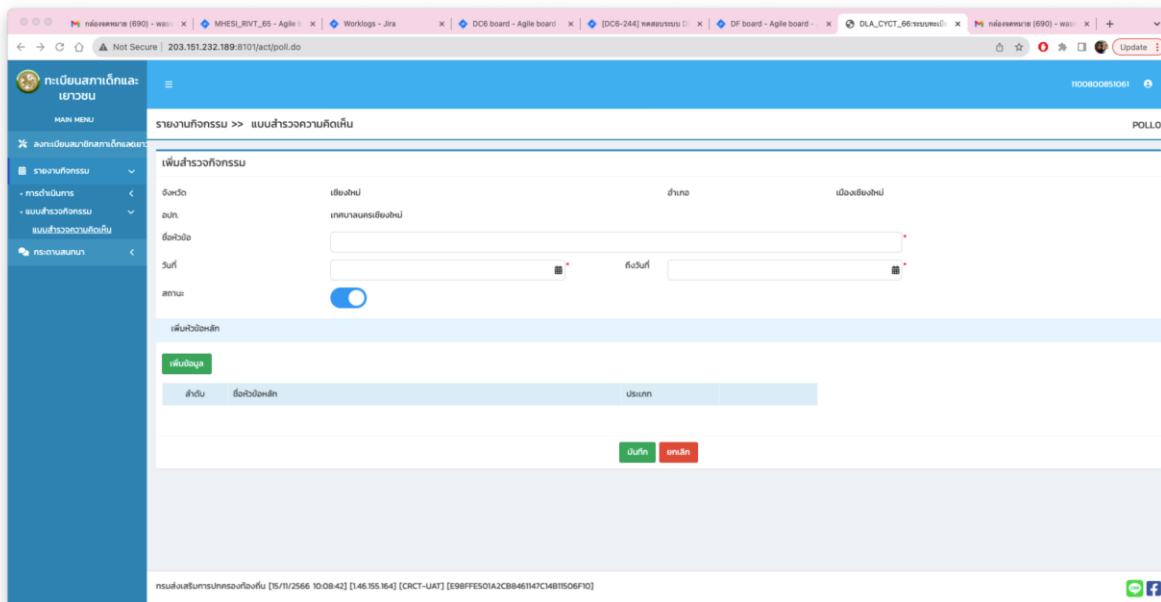 กล่องจดหมาย (690) - wass
MHESI_RIVT_65 - Agile b
Worklogs - Jira
DC6 board - Agile board
[DC6-244] ทดสอบระบบ D
DF board - Agile board -
DLA_CYCT_66:ระบบทะเบี
กล่องจดหมาย (690) - wass
Not Secure | 203.151.232.189:8101/act/poll.do
Update
ทะเบียนสภาเด็กและ
เยาวชน
1100800851061
MAIN MENU
รายงานกิจกรรม >> แบบสำรวจความคิดเห็น
POLLO
ลงทะเบียนสมาชิกสภาเด็กและเยาว
เพิ่มสำรวจกิจกรรม
รายงานกิจกรรม
• การดำเนินการ
จังหวัด เชียงใหม่ อำเภอ เมืองเชียงใหม่
• แบบสำรวจกิจกรรม
อปท. เทศบาลนครเชียงใหม่
แบบสำรวจความคิดเห็น
ชื่อหัวข้อ *
กระดานสนทนา
วันที่ * ถึงวันที่ *
สถานะ
เพิ่มหัวข้อหลัก
เพิ่มข้อมูล
ลำดับ ชื่อหัวข้อหลัก ประเภท
บันทึก ยกเลิก
กรมส่งเสริมการปกครองท้องถิ่น [15/11/2566 10:08:42] [1.46.155.164] [CRCT-UAT] [E98FFE501A2CB8461147C14B11506F10]